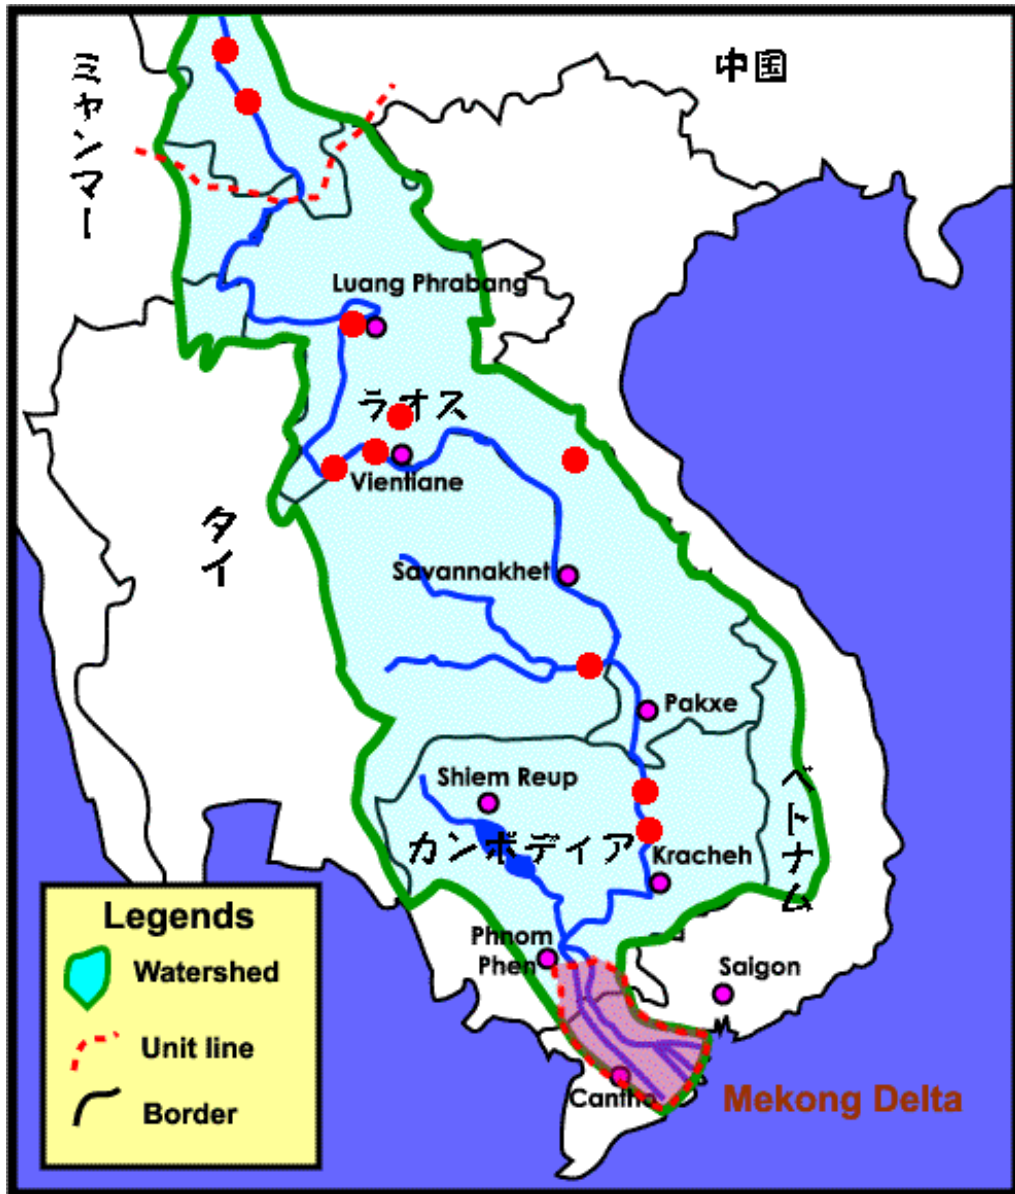 ミャンマー
中国
Luang Phrabang
ラオス
Vientiane
タイ
Savannakhet
Pakxe
Shiem Reup
ベトナム
カンボディア
Kracheh
Legends
Watershed
Unit line
Border
Phnom
Phen
Saigon
Cantho
Mekong Delta